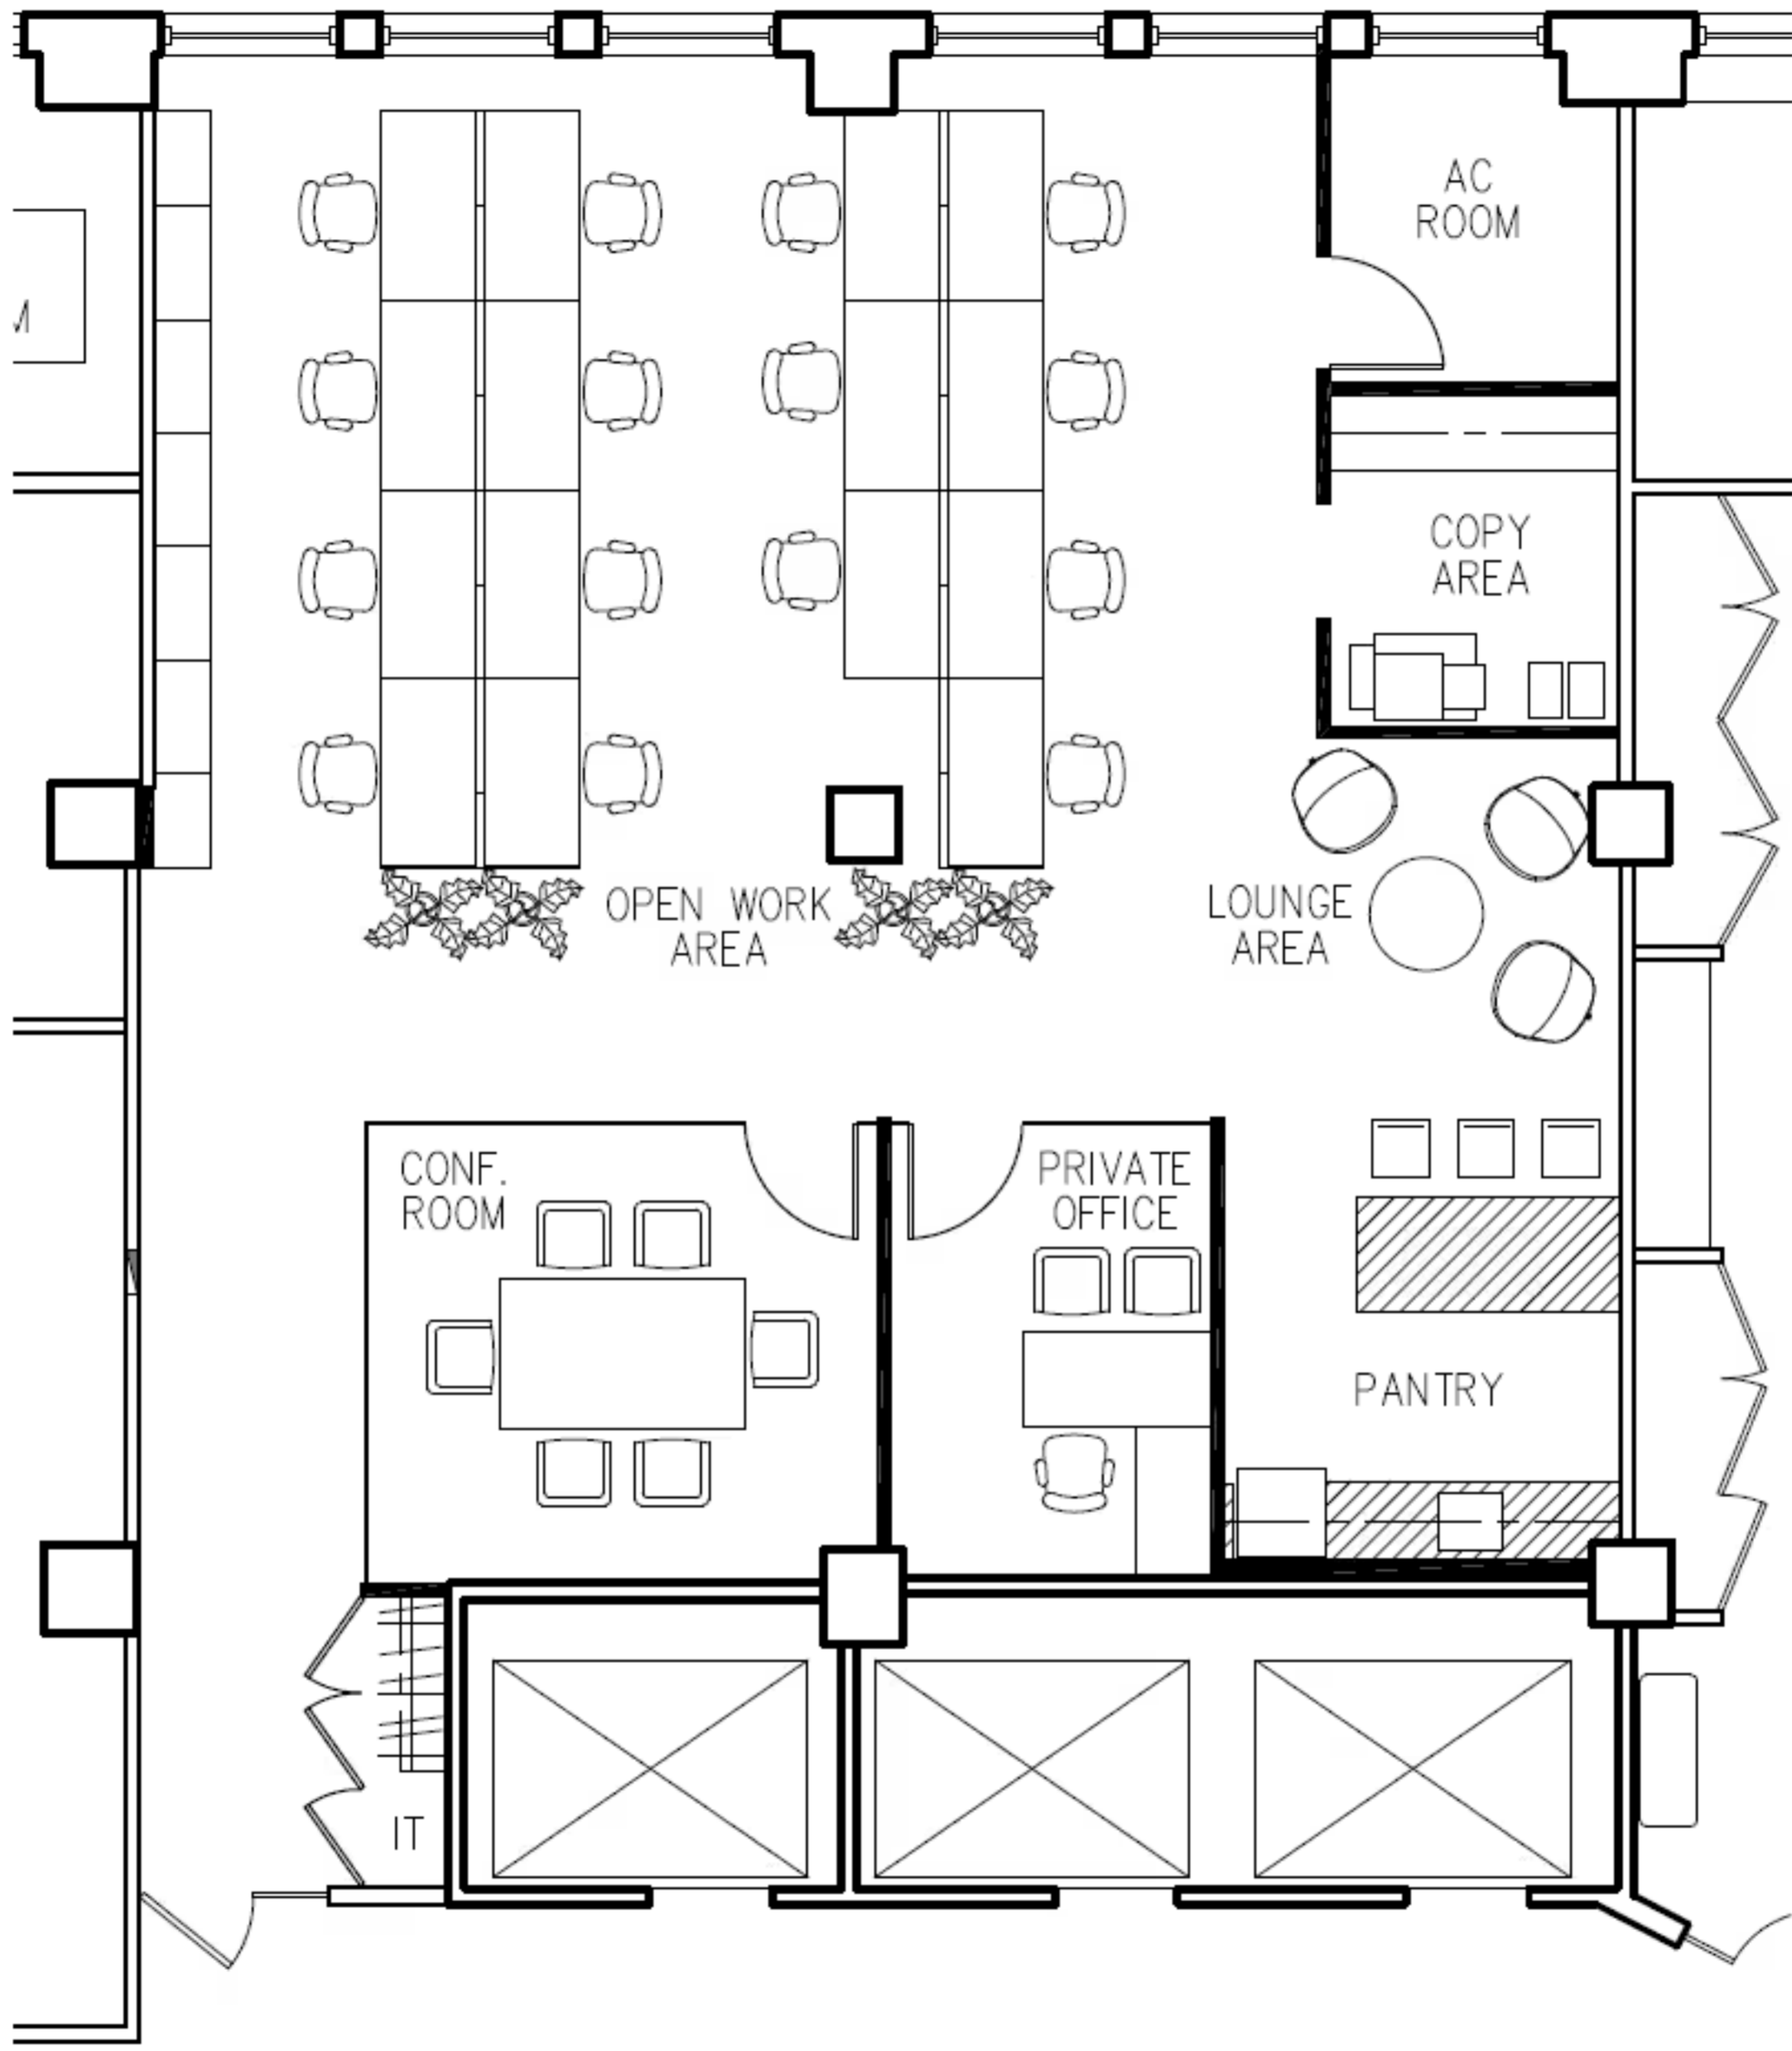 AC
ROOM
COPY
AREA
OPEN WORK
AREA
LOUNGE
AREA
CONF.
ROOM
PRIVATE
OFFICE
PANTRY
IT